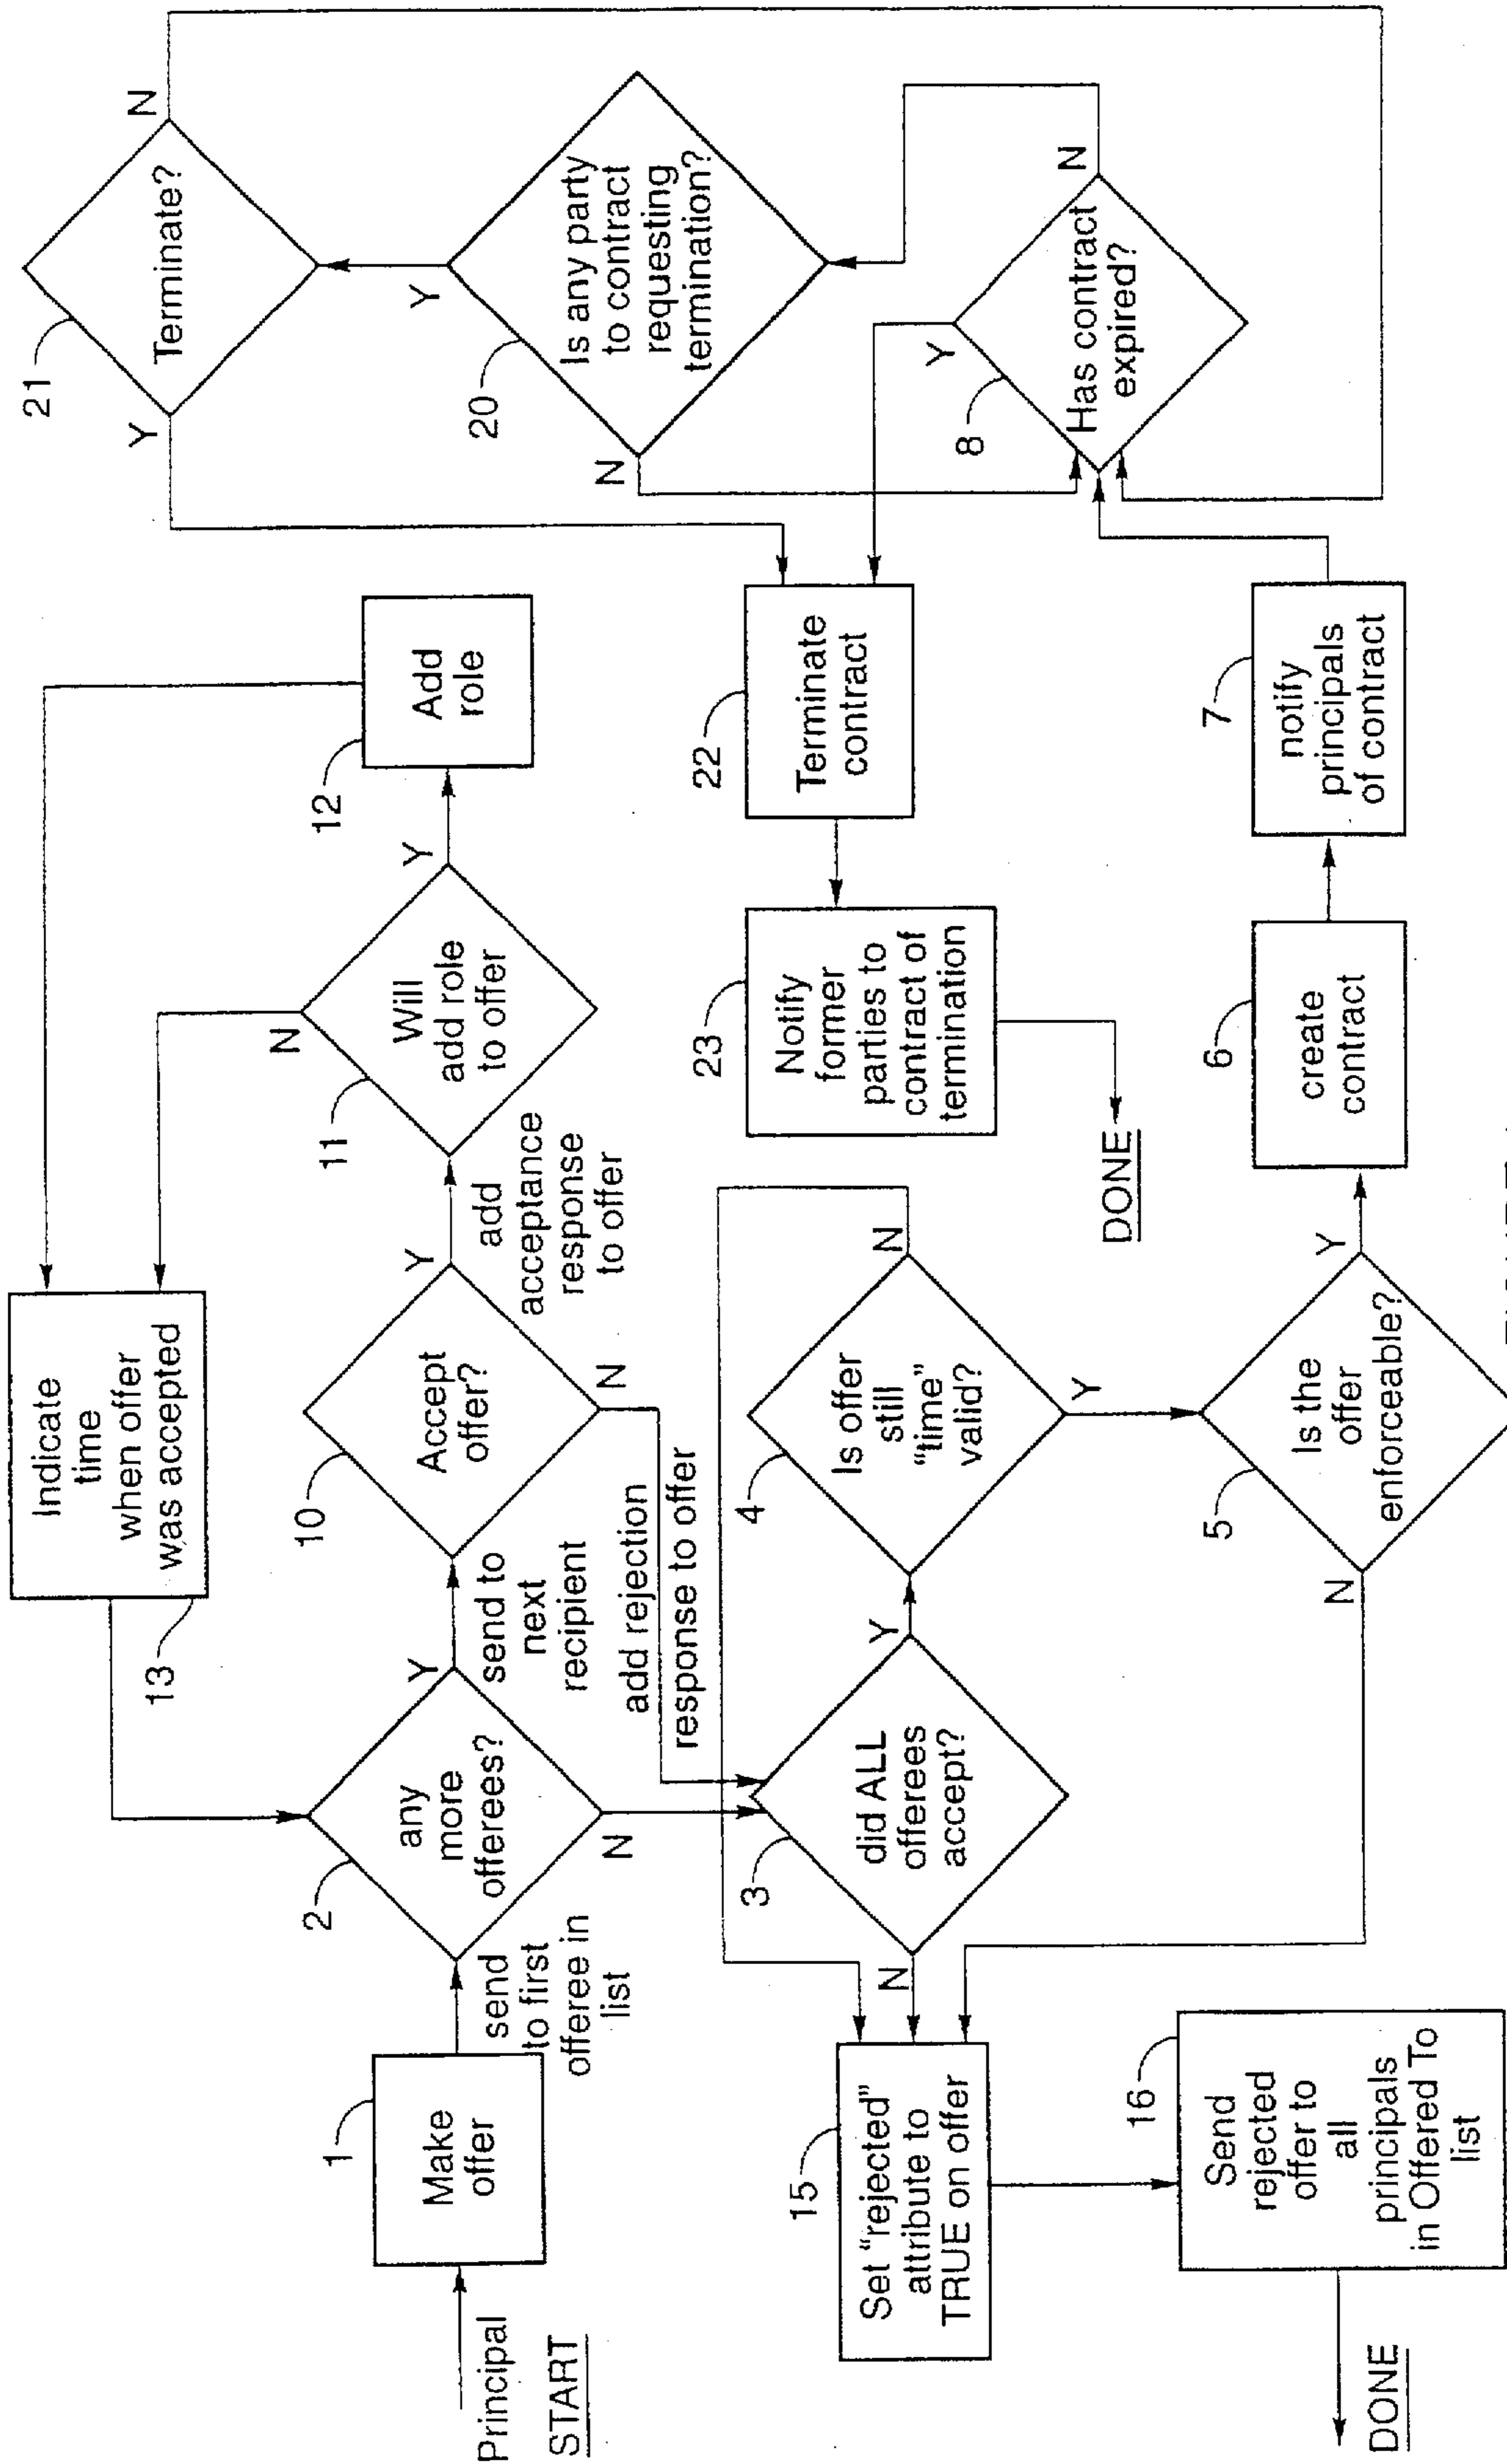 Principal
START
1
Make
offer
send
to first
offeree in
list
2
any
more
offerees?
Y
N
send to
next
recipient
10
Accept
offer?
Y
N
add
acceptance
response
to offer
add rejection
response to offer
11
Will
add role
to offer
Y
N
12
Add
role
13
Indicate
time
when offer
was accepted
3
did ALL
offerees
accept?
Y
N
4
Is offer
still
"time"
valid?
N
Y
5
Is the
offer
enforceable?
Y
N
6
create
contract
7
notify
principals
of contract
8
Has contract
expired?
Y
N
20
Is any party
to contract
requesting
termination?
Y
N
21
Terminate?
Y
N
22
Terminate
contract
23
Notify
former
parties to
contract of
termination
DONE
15
Set "rejected"
attribute to
TRUE on offer
16
Send
rejected
offer to
all
principals
in Offered To
list
DONE